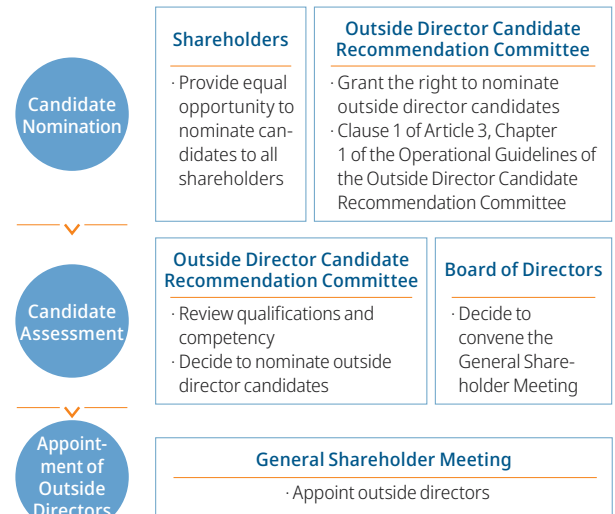 Candidate
Nomination
Shareholders
· Provide equal
opportunity to
nominate can-
didates to all
shareholders
Outside Director Candidate
Recommendation Committee
· Grant the right to nominate
outside director candidates
· Clause 1 of Article 3, Chapter
1 of the Operational Guidelines of
the Outside Director Candidate
Recommendation Committee
Candidate
Assessment
Outside Director Candidate
Recommendation Committee
· Review qualifications and
competency
· Decide to nominate outside
director candidates
Board of Directors
· Decide to
convene the
General Share-
holder Meeting
Appoint-
ment of
Outside
Directors
General Shareholder Meeting
· Appoint outside directors